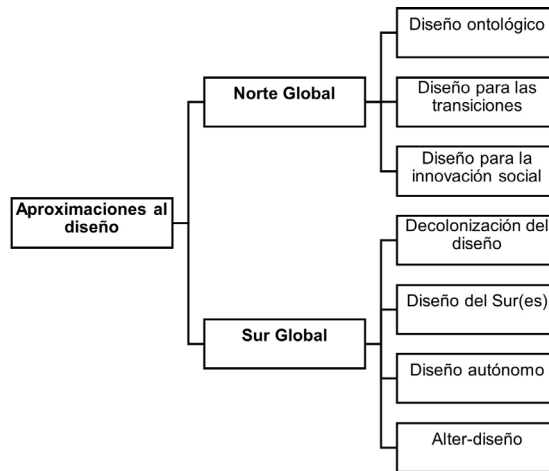 Aproximaciones al
diseño
Norte Global
Diseño ontológico
Diseño para las
transiciones
Diseño para la
innovación social
Sur Global
Decolonización del
diseño
Diseño del Sur(es)
Diseño autónomo
Alter-diseño